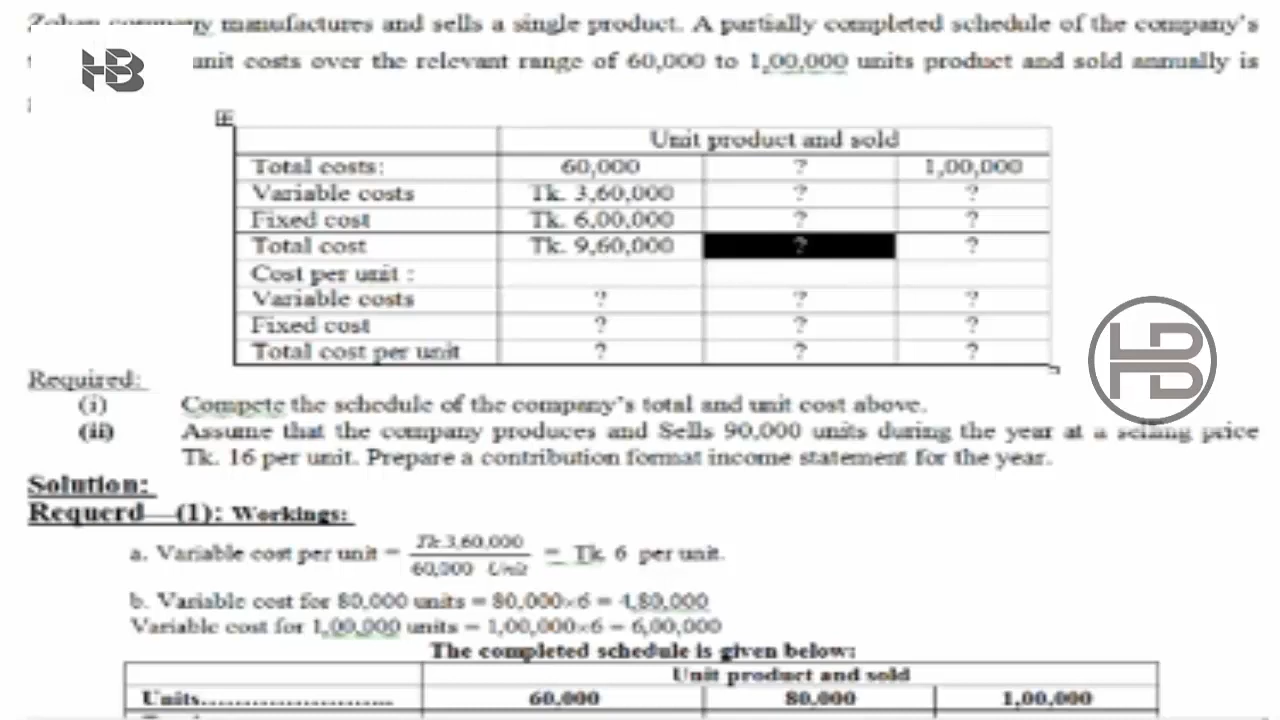 manufactures and sells a single product. A partially completed schedule of the company's
unit costs over the relevant range of 60,000 to 1,00,000 units product and sold annually is
HB
Unit product and sold
Total costs: 60,000 ? 1,00,000
Variable costs Tk. 3,60,000 ? ?
Fixed cost Tk. 6,00,000 ? ?
Total cost Tk. 9,60,000 ? ?
Cost per unit :
Variable costs ? ? ?
Fixed cost ? ? ?
Total cost per unit ? ? ?
Required:
(i) Compete the schedule of the company's total and unit cost above.
(ii) Assume that the company produces and Sells 90,000 units during the year at a selling price
Tk. 16 per unit. Prepare a contribution format income statement for the year.
Solution:
Requerd—(1): Workings:
a. Variable cost per unit = Tk 3,60,000 / 60,000 Unit = Tk 6 per unit.
b. Variable cost for 80,000 units = 80,000×6 = 4,80,000
Variable cost for 1,00,000 units = 1,00,000×6 = 6,00,000
The completed schedule is given below:
Unit product and sold
Units........................ 60,000 80,000 1,00,000